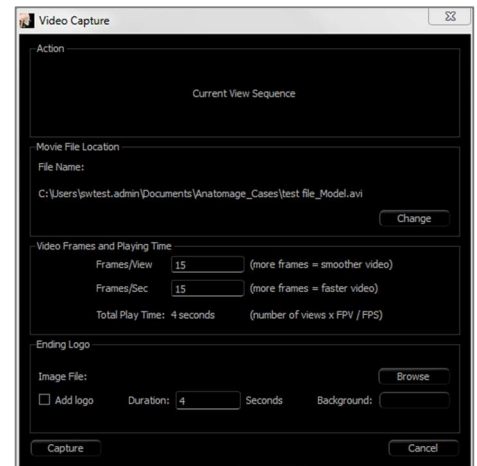 Video Capture
Action
Current View Sequence
Movie File Location
File Name:
C:\Users\swtest.admin\Documents\Anatomage_Cases\test file_Model.avi
Change
Video Frames and Playing Time
Frames/View 15 (more frames = smoother video)
Frames/Sec 15 (more frames = faster video)
Total Play Time: 4 seconds (number of views x FPV / FPS)
Ending Logo
Image File: Browse
Add logo Duration: 4 Seconds Background:
Capture Cancel